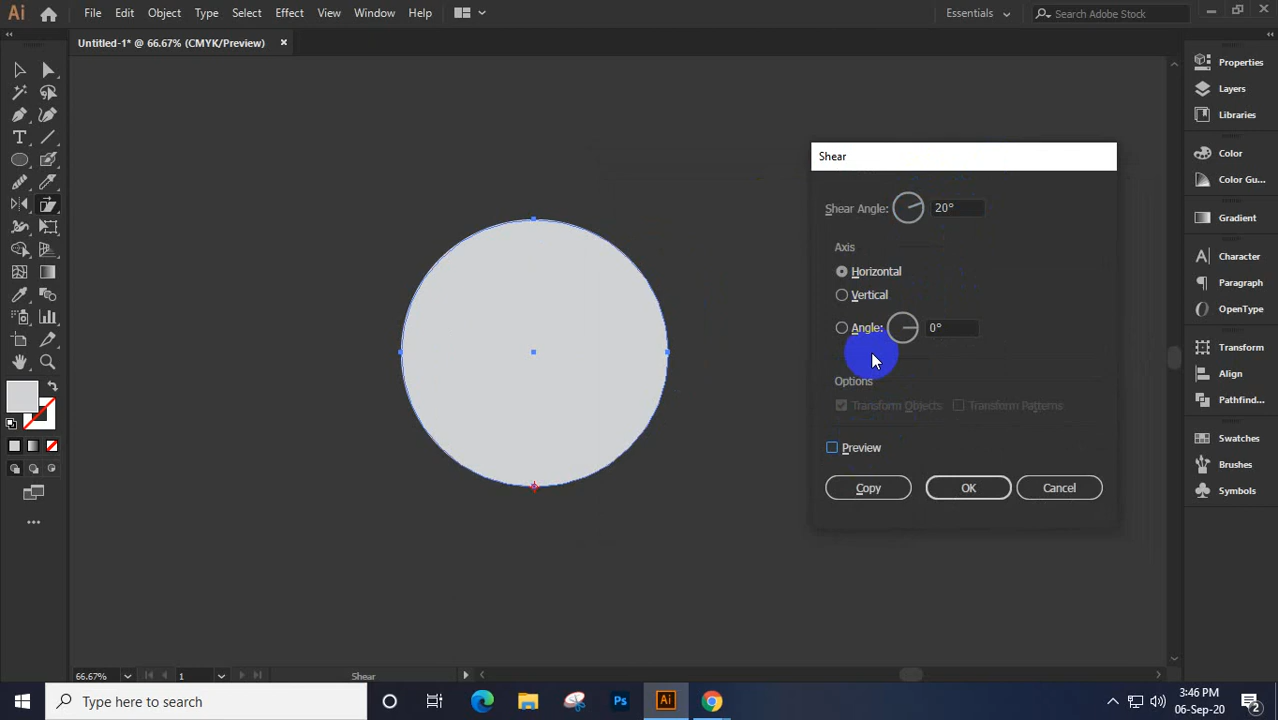 Ai File Edit Object Type Select Effect View Window Help Essentials Search Adobe Stock
Untitled-1* @ 66.67% (CMYK/Preview) ×
Properties
Layers
Libraries
Color
Color Gu...
Gradient
Character
Paragraph
OpenType
Transform
Align
Pathfind...
Swatches
Brushes
Symbols
Shear
Shear Angle: 20°
Axis
Horizontal
Vertical
Angle: 0°
Options
Transform Objects Transform Patterns
Preview
Copy OK Cancel
66.67% 1 Shear
Type here to search Ps Ai
3:46 PM
06-Sep-20
2